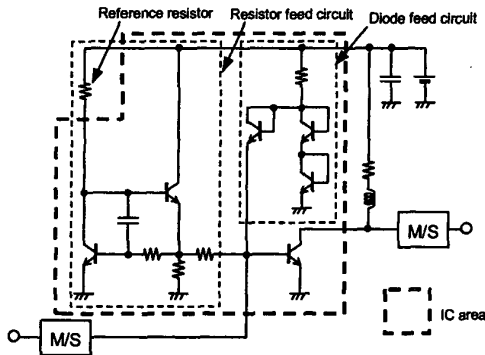 Reference resistor
Resistor feed circuit
Diode feed circuit
M/S
M/S
IC area